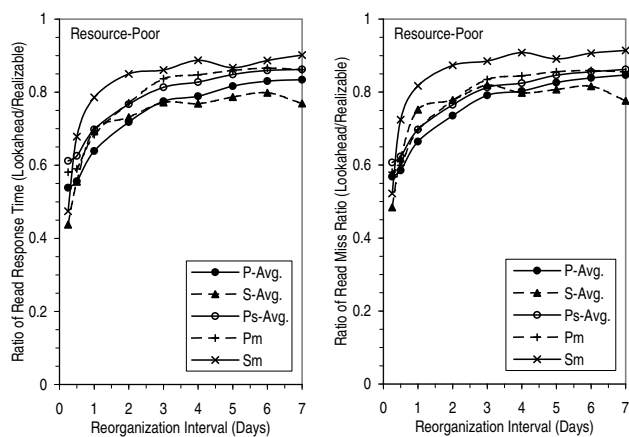 Resource-Poor
Ratio of Read Response Time (Lookahead/Realizable)
1
0.8
0.6
0.4
0.2
0
P-Avg.
S-Avg.
Ps-Avg.
Pm
Sm
0 1 2 3 4 5 6 7
Reorganization Interval (Days)
Resource-Poor
Ratio of Read Miss Ratio (Lookahead/Realizable)
1
0.8
0.6
0.4
0.2
0
P-Avg.
S-Avg.
Ps-Avg.
Pm
Sm
0 1 2 3 4 5 6 7
Reorganization Interval (Days)